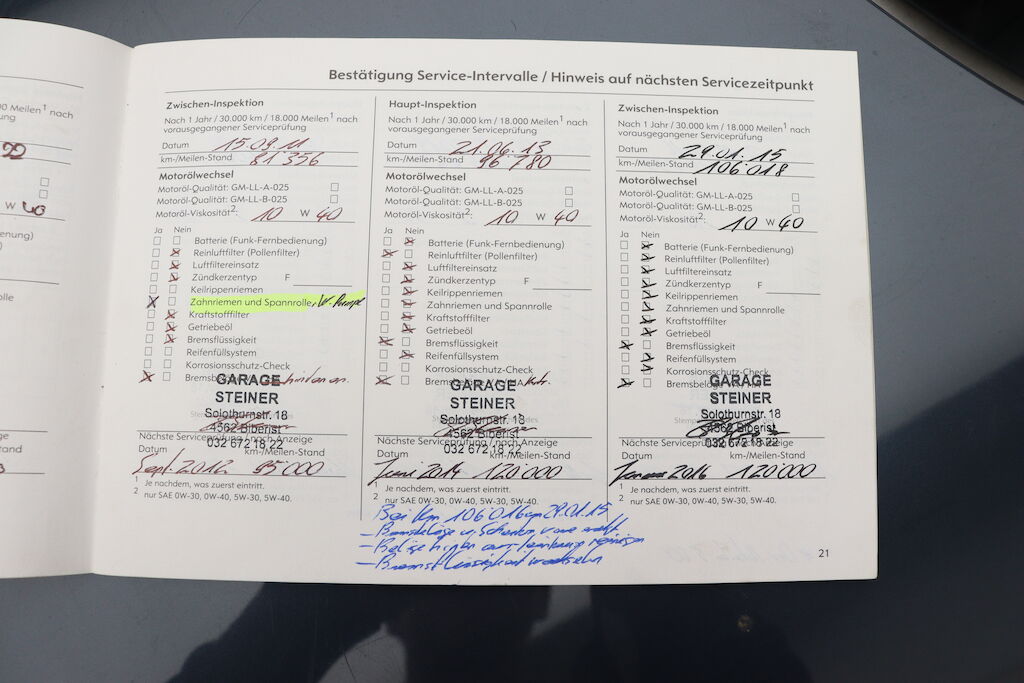 Bestätigung Service-Intervalle / Hinweis auf nächsten Servicezeitpunkt
Zwischen-Inspektion
Nach 1 Jahr / 30.000 km / 18.000 Meilen1 nach
vorausgegangener Serviceprüfung
Datum 15.09.11
km-/Meilen-Stand 81'356
Motorölwechsel
Motoröl-Qualität: GM-LL-A-025
Motoröl-Qualität: GM-LL-B-025
Motoröl-Viskosität2: 10 W 40
Ja Nein
Batterie (Funk-Fernbedienung)
Reinluftfilter (Pollenfilter)
Luftfiltereinsatz
Zündkerzentyp F
Keilrippenriemen
Zahnriemen und Spannrolle, W. Pumpe
Kraftstofffilter
Getriebeöl
Bremsflüssigkeit
Reifenfüllsystem
Korrosionsschutz-Check
GARAGE
STEINER
Solothurnstr. 18
4562 Biberist
032 672 18 22
Nächste Serviceprüfung / nach Anzeige
Datum km-/Meilen-Stand
Sept. 2012 95'000
1 Je nachdem, was zuerst eintritt.
2 nur SAE 0W-30, 0W-40, 5W-30, 5W-40.
Haupt-Inspektion
Nach 1 Jahr / 30.000 km / 18.000 Meilen1 nach
vorausgegangener Serviceprüfung
Datum 21.06.13
km-/Meilen-Stand 96'780
Motorölwechsel
Motoröl-Qualität: GM-LL-A-025
Motoröl-Qualität: GM-LL-B-025
Motoröl-Viskosität2: 10 W 40
Ja Nein
Batterie (Funk-Fernbedienung)
Reinluftfilter (Pollenfilter)
Luftfiltereinsatz
Zündkerzentyp F
Keilrippenriemen
Zahnriemen und Spannrolle
Kraftstofffilter
Getriebeöl
Bremsflüssigkeit
Reifenfüllsystem
Korrosionsschutz-Check
GARAGE
STEINER
Solothurnstr. 18
4562 Biberist
032 672 18 22
Nächste Serviceprüfung / nach Anzeige
Datum km-/Meilen-Stand
Juni 2014 120'000
1 Je nachdem, was zuerst eintritt.
2 nur SAE 0W-30, 0W-40, 5W-30, 5W-40.
Zwischen-Inspektion
Nach 1 Jahr / 30.000 km / 18.000 Meilen1 nach
vorausgegangener Serviceprüfung
Datum 29.01.15
km-/Meilen-Stand 106'018
Motorölwechsel
Motoröl-Qualität: GM-LL-A-025
Motoröl-Qualität: GM-LL-B-025
Motoröl-Viskosität2: 10 W 40
Ja Nein
Batterie (Funk-Fernbedienung)
Reinluftfilter (Pollenfilter)
Luftfiltereinsatz
Zündkerzentyp F
Keilrippenriemen
Zahnriemen und Spannrolle
Kraftstofffilter
Getriebeöl
Bremsflüssigkeit
Reifenfüllsystem
Korrosionsschutz-Check
GARAGE
STEINER
Solothurnstr. 18
4562 Biberist
032 672 18 22
Nächste Serviceprüfung / nach Anzeige
Datum km-/Meilen-Stand
Januar 2016 120'000
1 Je nachdem, was zuerst eintritt.
2 nur SAE 0W-30, 0W-40, 5W-30, 5W-40.
Bei km 106'016 am 29.01.15
- Bremsbeläge u. Scheiben vorne
- Beläge hinten
- Bremsflüssigkeit wechseln
21